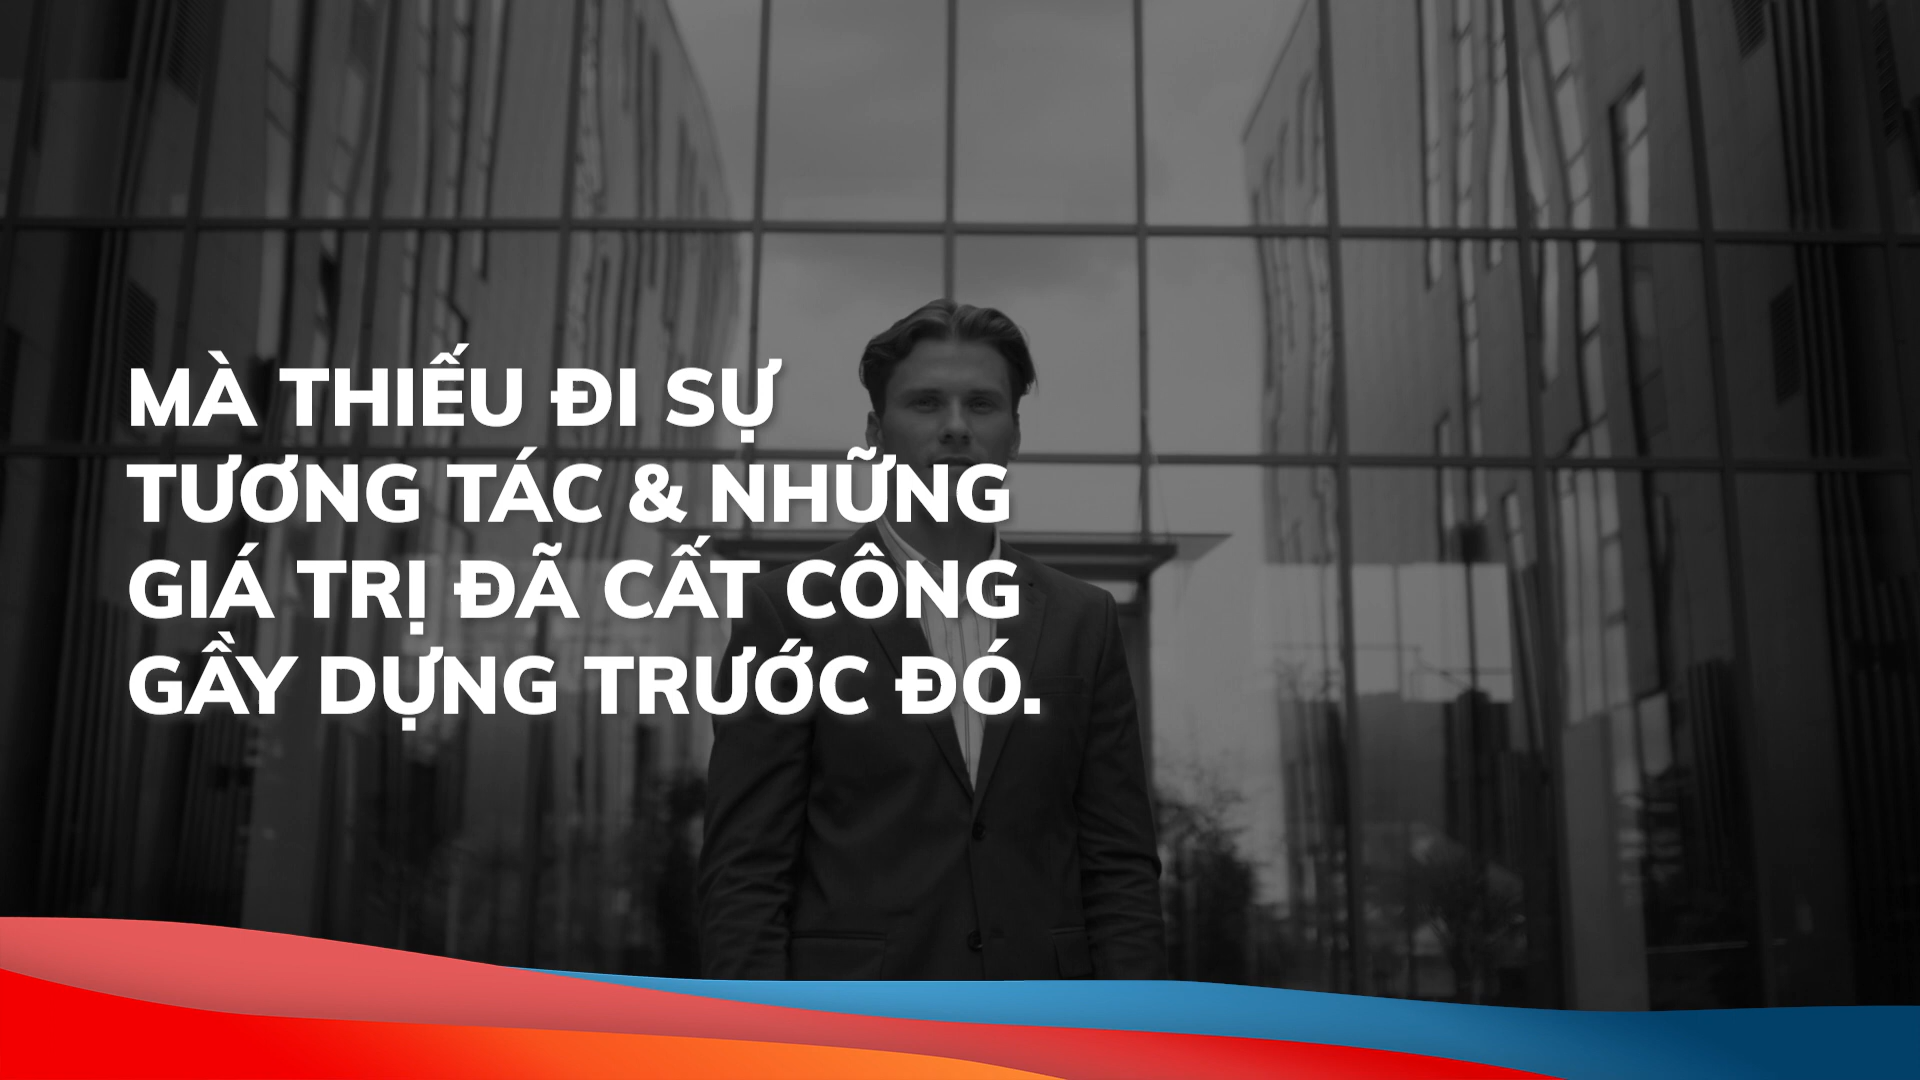 MÀ THIẾU ĐI SỰ
TƯƠNG TÁC & NHỮNG
GIÁ TRỊ ĐÃ CẤT CÔNG
GẦY DỰNG TRƯỚC ĐÓ.